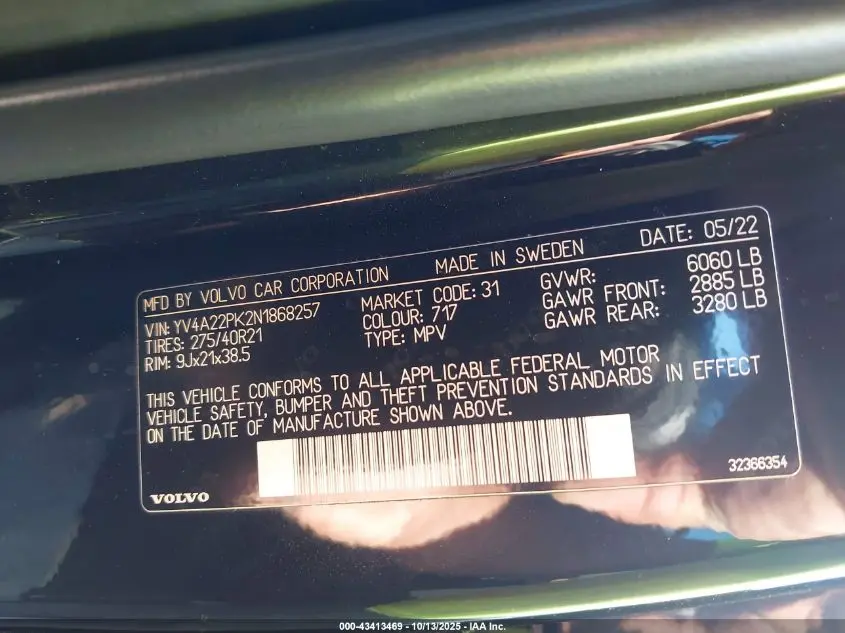 MFD BY VOLVO CAR CORPORATION MADE IN SWEDEN DATE: 05/22
VIN: YV4A22PK2N1868257 MARKET CODE: 31 GVWR: 6060 LB
TIRES: 275/40R21 COLOUR: 717 GAWR FRONT: 2885 LB
RIM: 9Jx21x38.5 TYPE: MPV GAWR REAR: 3280 LB
THIS VEHICLE CONFORMS TO ALL APPLICABLE FEDERAL MOTOR
VEHICLE SAFETY, BUMPER AND THEFT PREVENTION STANDARDS IN EFFECT
ON THE DATE OF MANUFACTURE SHOWN ABOVE.
VOLVO 32366354
000-43413469 - 10/13/2025 - IAA Inc.